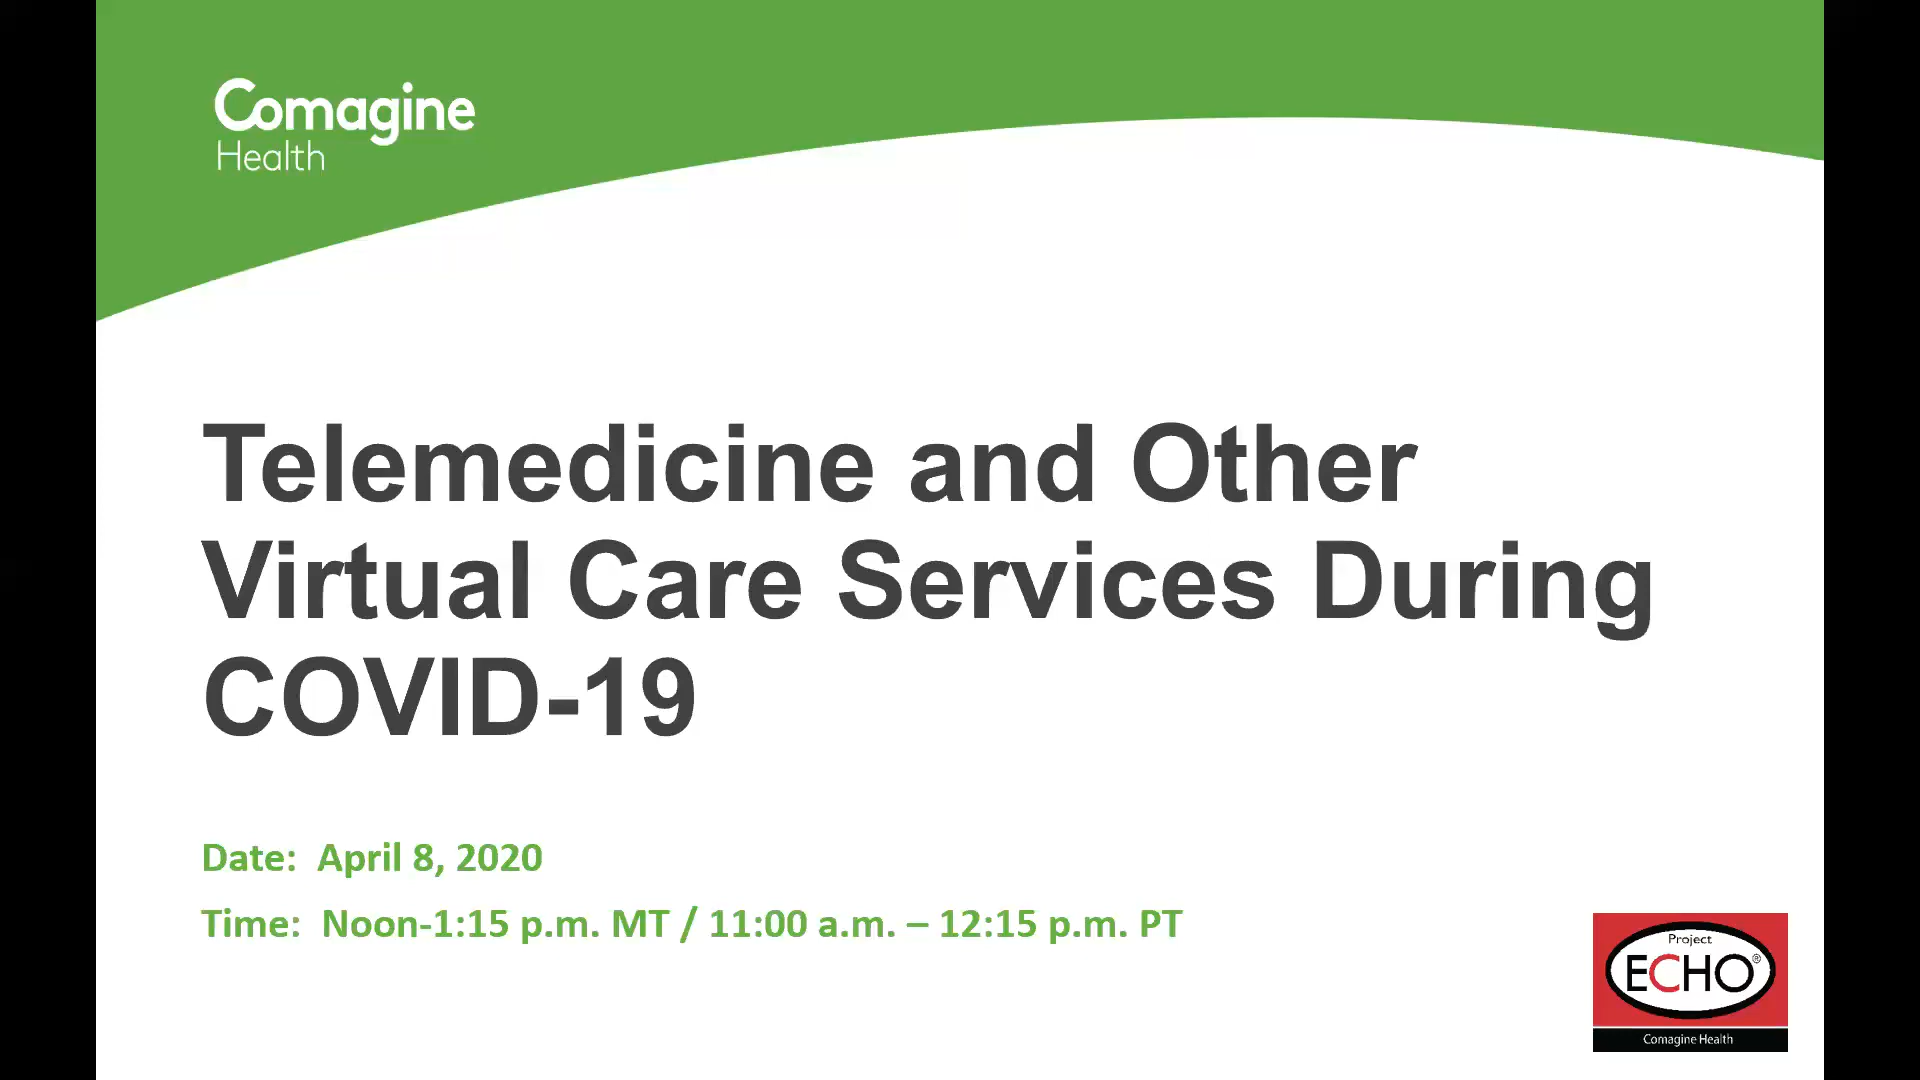 Comagine
Health
Telemedicine and Other
Virtual Care Services During
COVID-19
Date:  April 8, 2020
Time:  Noon-1:15 p.m. MT / 11:00 a.m. – 12:15 p.m. PT
Project
ECHO®
Comagine Health